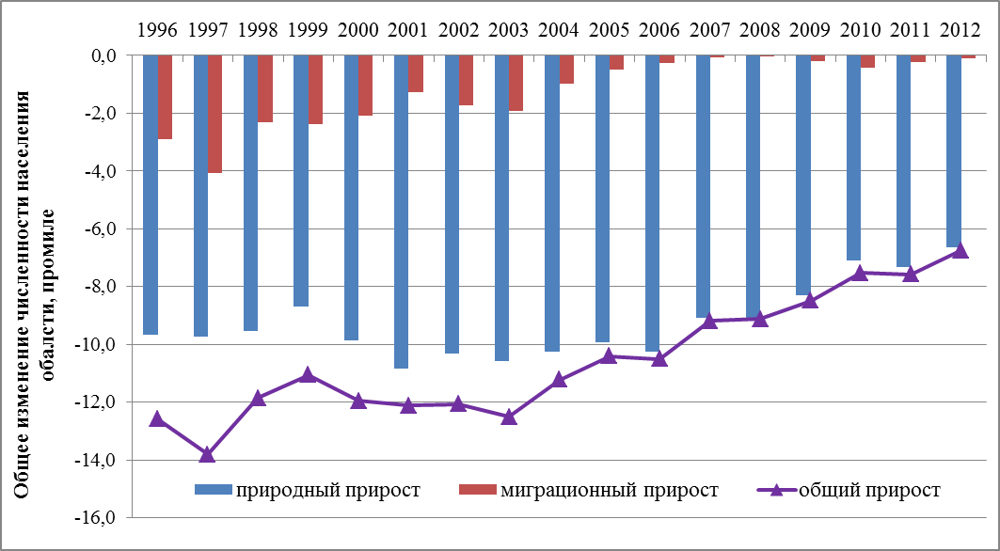 1996 1997 1998 1999 2000 2001 2002 2003 2004 2005 2006 2007 2008 2009 2010 2011 2012
0,0
-2,0
-4,0
-6,0
-8,0
-10,0
-12,0
-14,0
-16,0
Общее изменение численности населения
обалсти, промиле
природный прирост миграционный прирост общий прирост